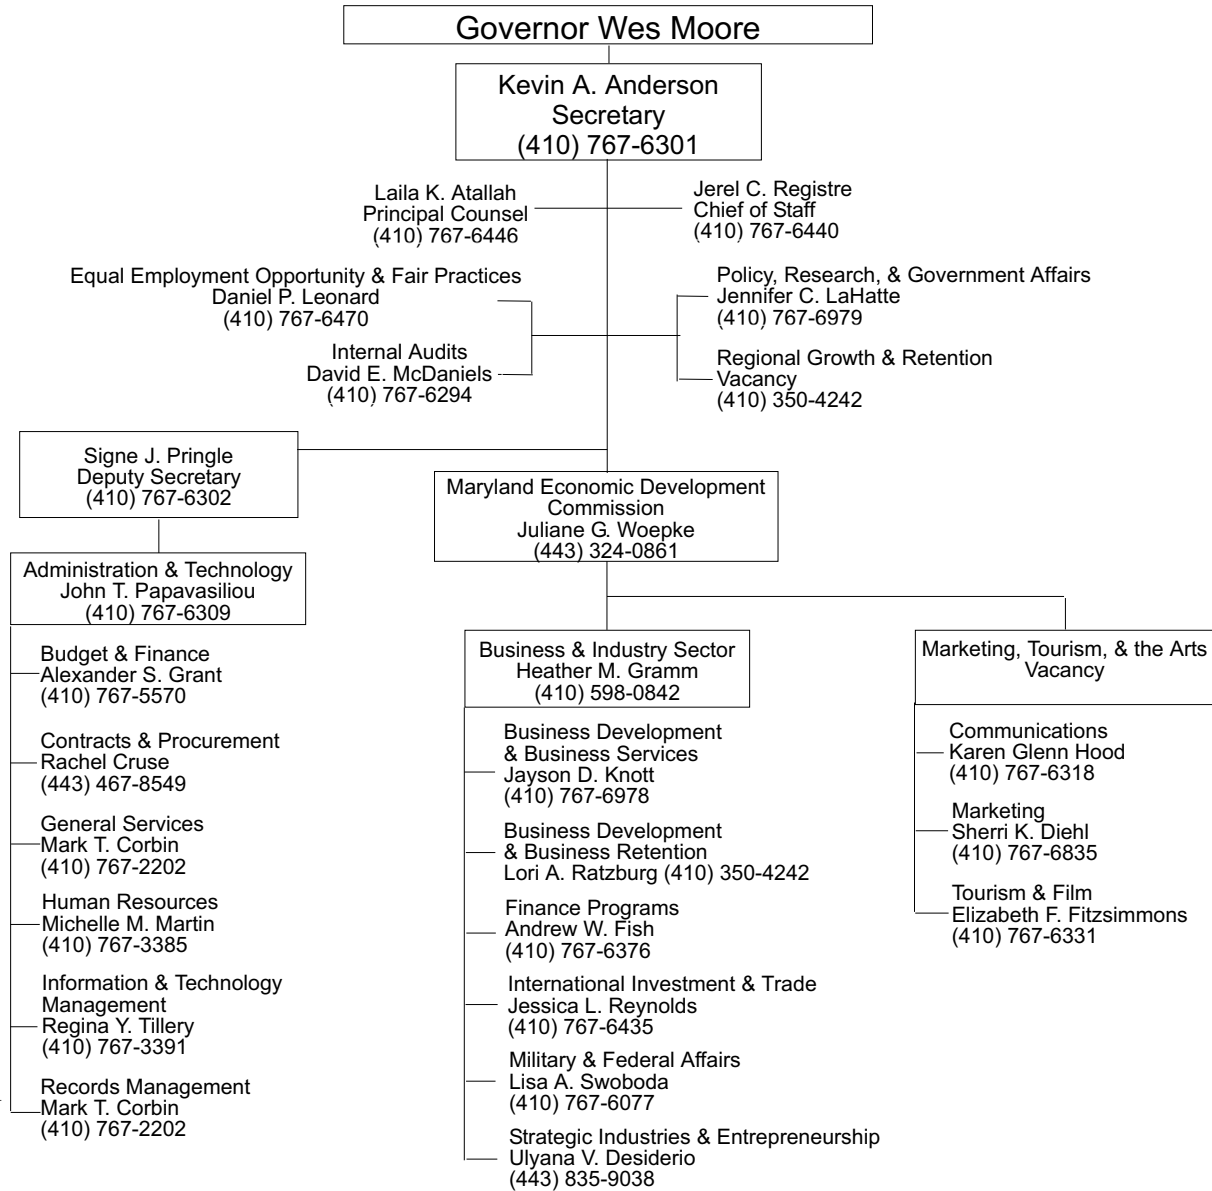 Governor Wes Moore
Kevin A. Anderson
Secretary
(410) 767-6301
Laila K. Atallah
Principal Counsel
(410) 767-6446
Jerel C. Registre
Chief of Staff
(410) 767-6440
Equal Employment Opportunity & Fair Practices
Daniel P. Leonard
(410) 767-6470
Internal Audits
David E. McDaniels
(410) 767-6294
Policy, Research, & Government Affairs
Jennifer C. LaHatte
(410) 767-6979
Regional Growth & Retention
Vacancy
(410) 350-4242
Signe J. Pringle
Deputy Secretary
(410) 767-6302
Maryland Economic Development
Commission
Juliane G. Woepke
(443) 324-0861
Administration & Technology
John T. Papavasiliou
(410) 767-6309
Budget & Finance
Alexander S. Grant
(410) 767-5570
Contracts & Procurement
Rachel Cruse
(443) 467-8549
General Services
Mark T. Corbin
(410) 767-2202
Human Resources
Michelle M. Martin
(410) 767-3385
Information & Technology
Management
Regina Y. Tillery
(410) 767-3391
Records Management
Mark T. Corbin
(410) 767-2202
Business & Industry Sector
Heather M. Gramm
(410) 598-0842
Business Development
& Business Services
Jayson D. Knott
(410) 767-6978
Business Development
& Business Retention
Lori A. Ratzburg (410) 350-4242
Finance Programs
Andrew W. Fish
(410) 767-6376
International Investment & Trade
Jessica L. Reynolds
(410) 767-6435
Military & Federal Affairs
Lisa A. Swoboda
(410) 767-6077
Strategic Industries & Entrepreneurship
Ulyana V. Desiderio
(443) 835-9038
Marketing, Tourism, & the Arts
Vacancy
Communications
Karen Glenn Hood
(410) 767-6318
Marketing
Sherri K. Diehl
(410) 767-6835
Tourism & Film
Elizabeth F. Fitzsimmons
(410) 767-6331